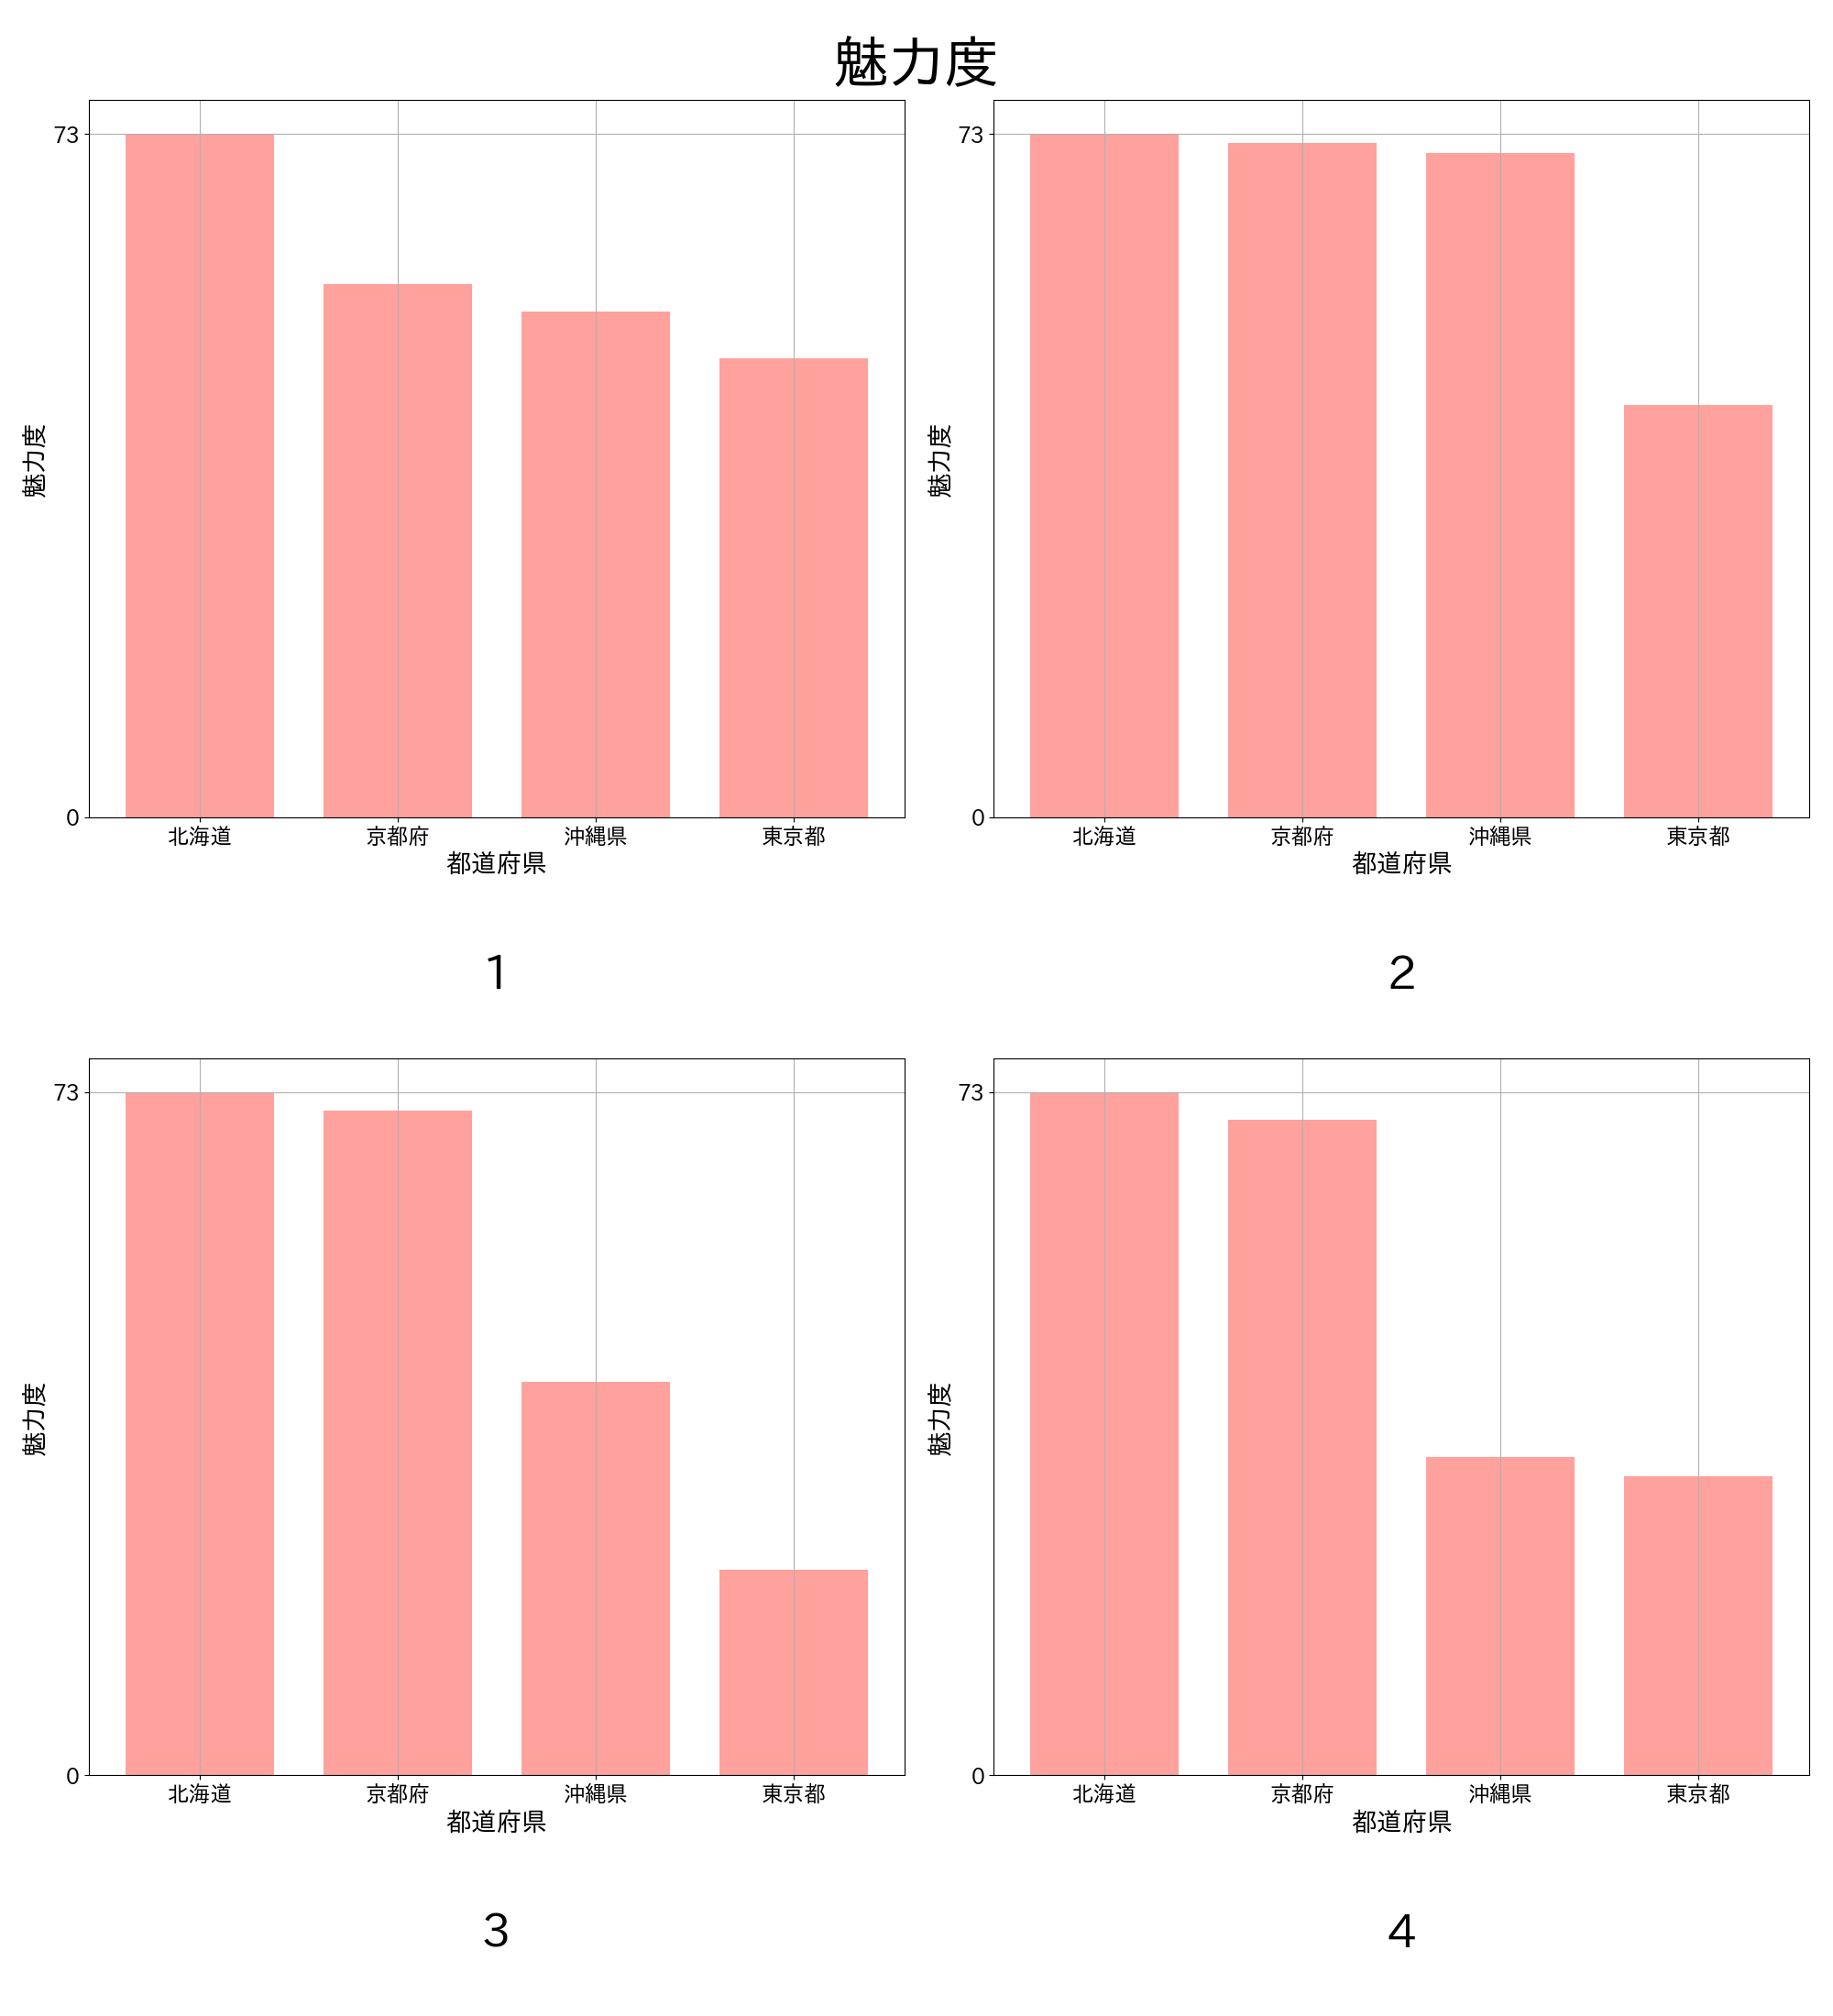 魅力度
73
0
魅力度
北海道 京都府 沖縄県 東京都
都道府県
1
73
0
魅力度
北海道 京都府 沖縄県 東京都
都道府県
2
73
0
魅力度
北海道 京都府 沖縄県 東京都
都道府県
3
73
0
魅力度
北海道 京都府 沖縄県 東京都
都道府県
4